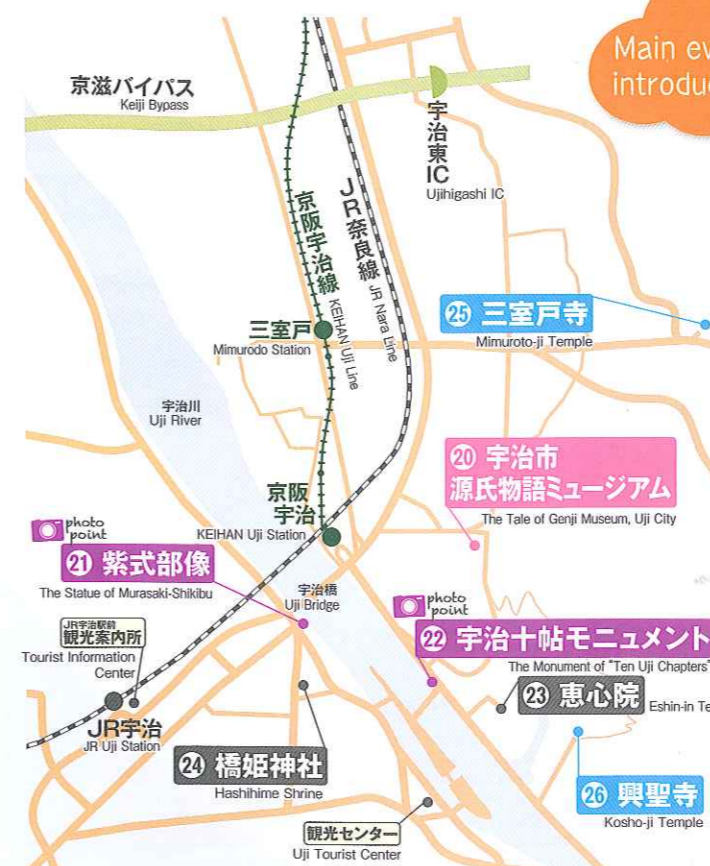 Main ev
introduc
京滋バイパス
Keiji Bypass
宇治東IC
Ujihigashi IC
京阪宇治線
KEIHAN Uji Line
JR奈良線
JR Nara Line
㉕ 三室戸寺
Mimuroto-ji Temple
三室戸
Mimurodo Station
宇治川
Uji River
⑳ 宇治市
源氏物語ミュージアム
The Tale of Genji Museum, Uji City
京阪
宇治
KEIHAN Uji Station
photo
point
㉑ 紫式部像
The Statue of Murasaki-Shikibu
宇治橋
Uji Bridge
photo
point
㉒ 宇治十帖モニュメント
The Monument of "Ten Uji Chapters"
JR宇治駅前
観光案内所
Tourist Information
Center
㉓ 恵心院
Eshin-in Te
JR宇治
JR Uji Station
㉔ 橋姫神社
Hashihime Shrine
㉖ 興聖寺
Kosho-ji Temple
観光センター
Uji Tourist Center